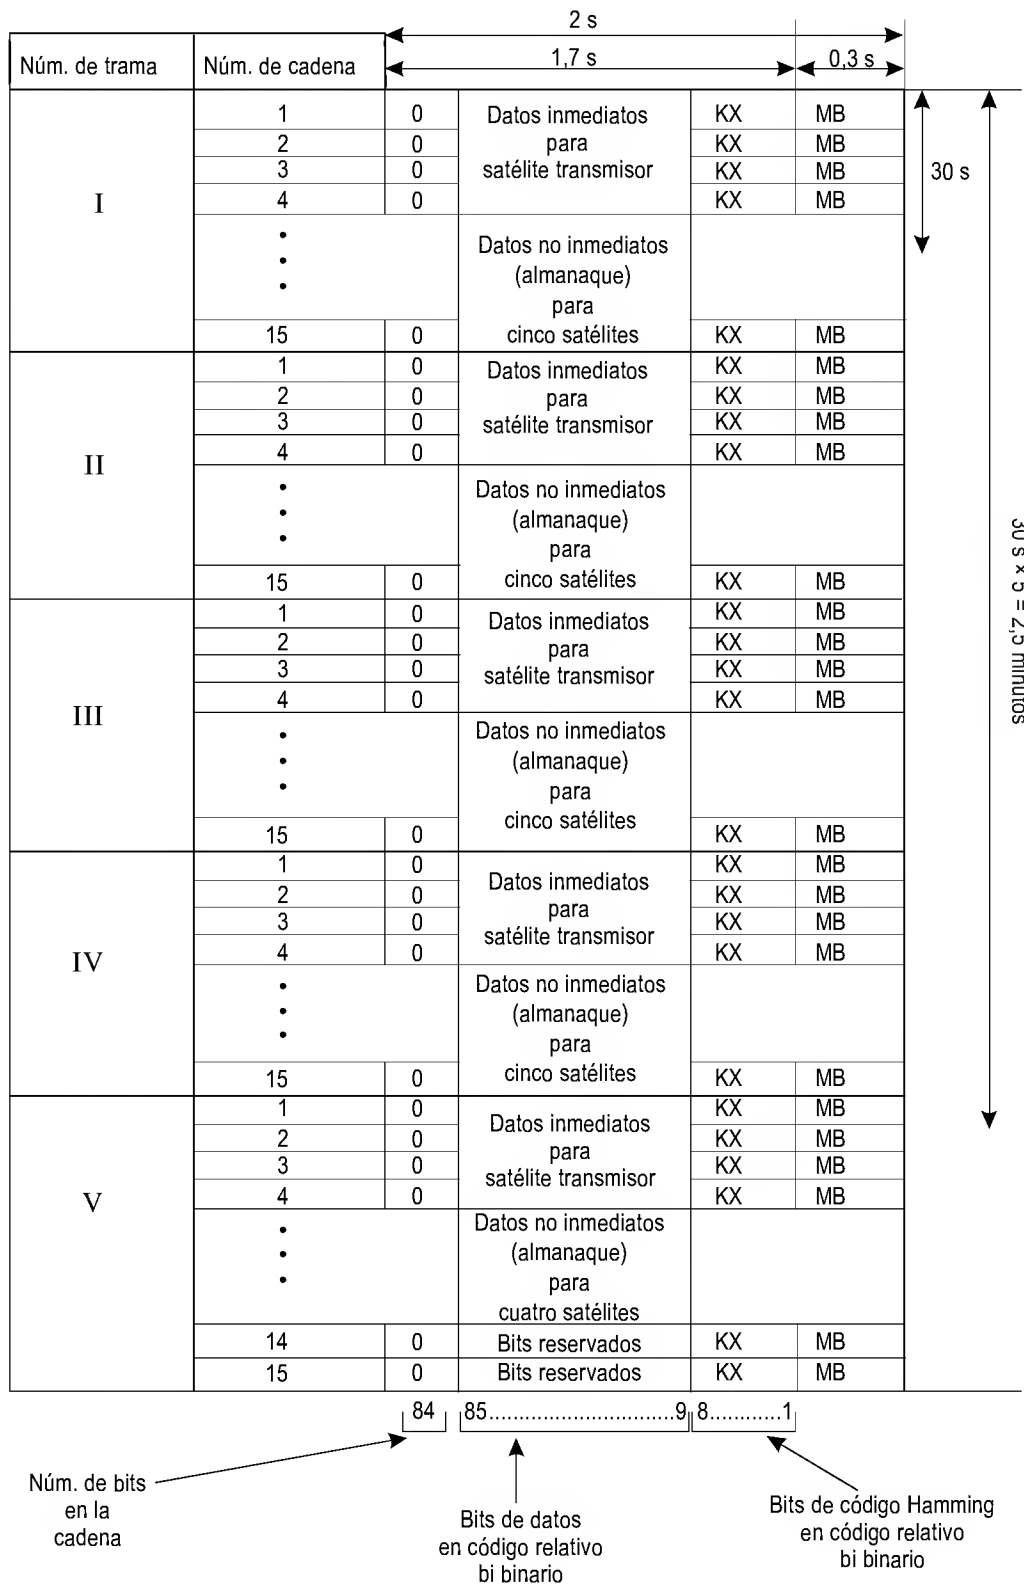 2 s
1,7 s
0,3 s
Núm. de trama Núm. de cadena
I
1 0 Datos inmediatos KX MB
2 0 para KX MB
3 0 satélite transmisor KX MB
4 0 KX MB
30 s
Datos no inmediatos
(almanaque)
para
15 0 cinco satélites KX MB
II
1 0 Datos inmediatos KX MB
2 0 para KX MB
3 0 satélite transmisor KX MB
4 0 KX MB
Datos no inmediatos
(almanaque)
para
15 0 cinco satélites KX MB
30 s × 5 = 2,5 minutos
III
1 0 Datos inmediatos KX MB
2 0 para KX MB
3 0 satélite transmisor KX MB
4 0 KX MB
Datos no inmediatos
(almanaque)
para
15 0 cinco satélites KX MB
IV
1 0 Datos inmediatos KX MB
2 0 para KX MB
3 0 satélite transmisor KX MB
4 0 KX MB
Datos no inmediatos
(almanaque)
para
15 0 cinco satélites KX MB
V
1 0 Datos inmediatos KX MB
2 0 para KX MB
3 0 satélite transmisor KX MB
4 0 KX MB
Datos no inmediatos
(almanaque)
para
cuatro satélites
14 0 Bits reservados KX MB
15 0 Bits reservados KX MB
84 85...............................9 8............1
Núm. de bits
en la
cadena
Bits de datos
en código relativo
bi binario
Bits de código Hamming
en código relativo
bi binario